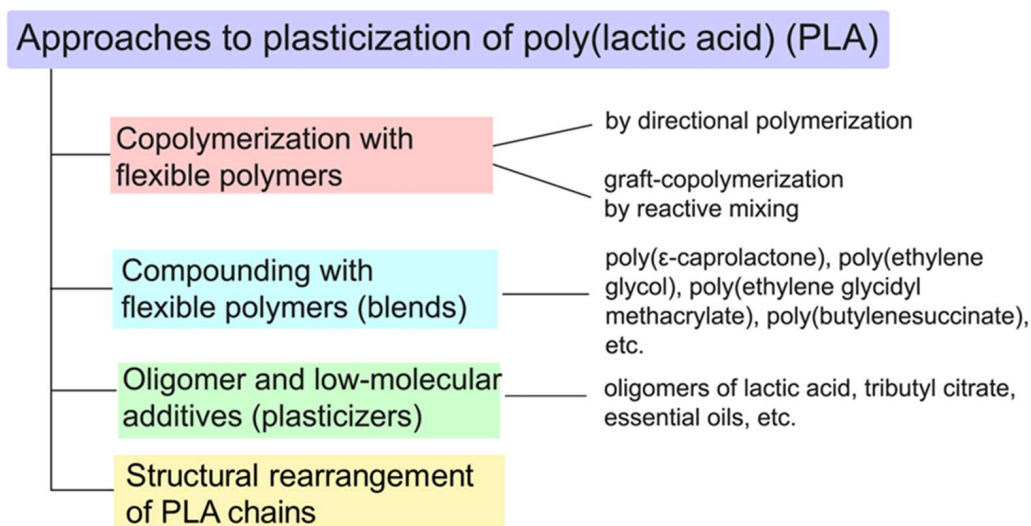 Approaches to plasticization of poly(lactic acid) (PLA)
Copolymerization with
flexible polymers
by directional polymerization
graft-copolymerization
by reactive mixing
Compounding with
flexible polymers (blends)
poly(ε-caprolactone), poly(ethylene
glycol), poly(ethylene glycidyl
methacrylate), poly(butylenesuccinate),
etc.
Oligomer and low-molecular
additives (plasticizers)
oligomers of lactic acid, tributyl citrate,
essential oils, etc.
Structural rearrangement
of PLA chains